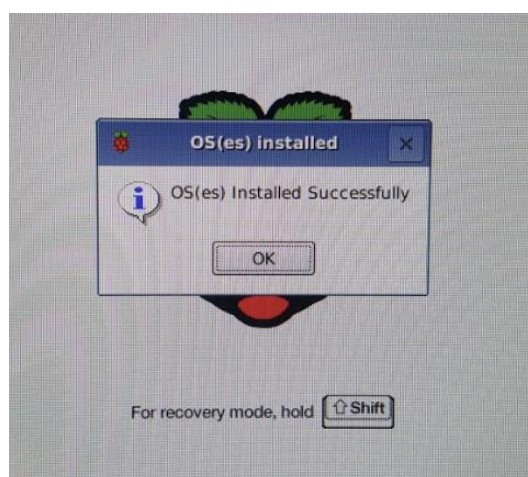 OS(es) installed
OS(es) Installed Successfully
OK
For recovery mode, hold Shift